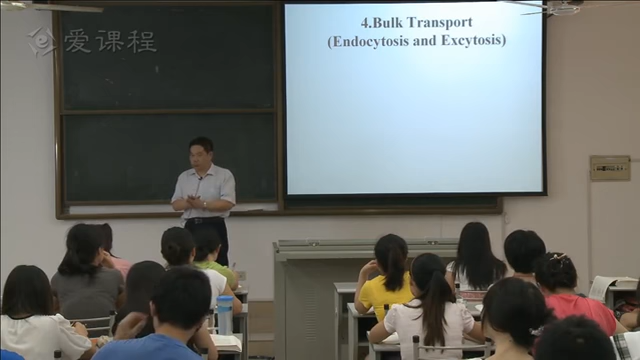 爱课程
4.Bulk Transport
(Endocytosis and Excytosis)